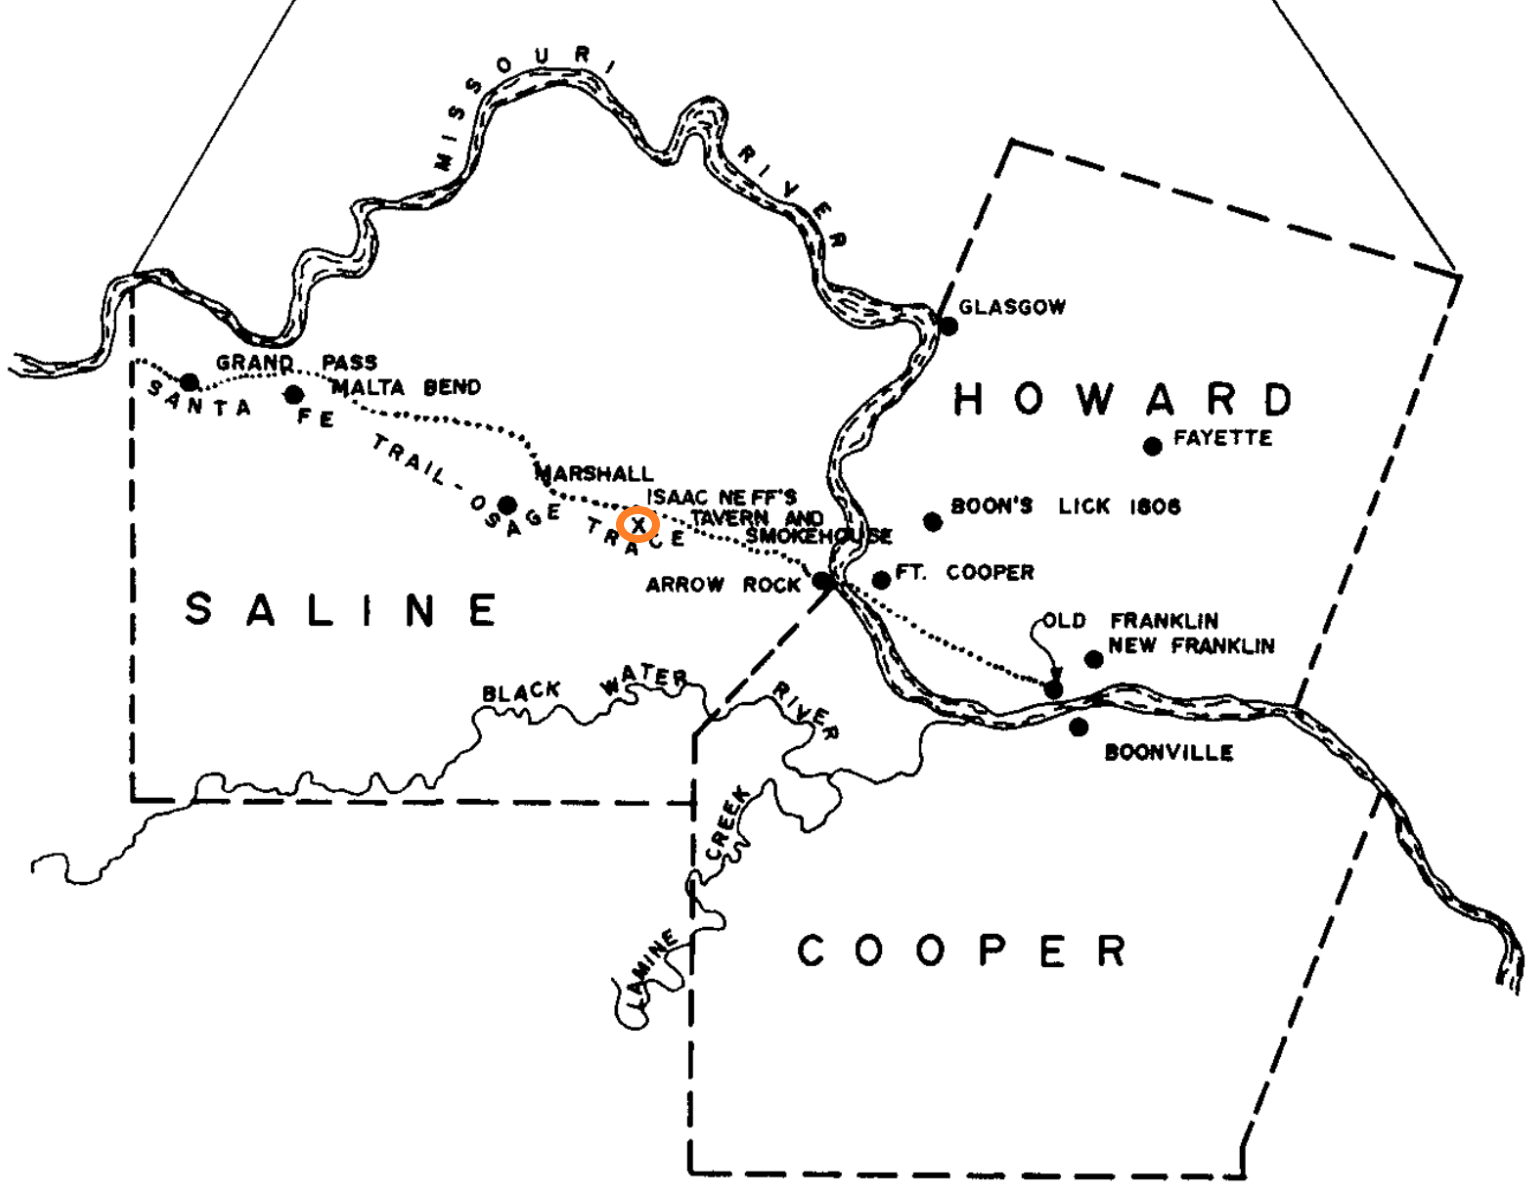 MISSOURI RIVER
GLASGOW
GRAND PASS
MALTA BEND
HOWARD
SANTA FE TRAIL-OSAGE TRACE
FAYETTE
MARSHALL
ISAAC NEFF'S
TAVERN AND
SMOKEHOUSE
X
BOON'S LICK 1806
ARROW ROCK
FT. COOPER
SALINE
OLD FRANKLIN
NEW FRANKLIN
BLACK WATER RIVER
BOONVILLE
LAMINE CREEK
COOPER